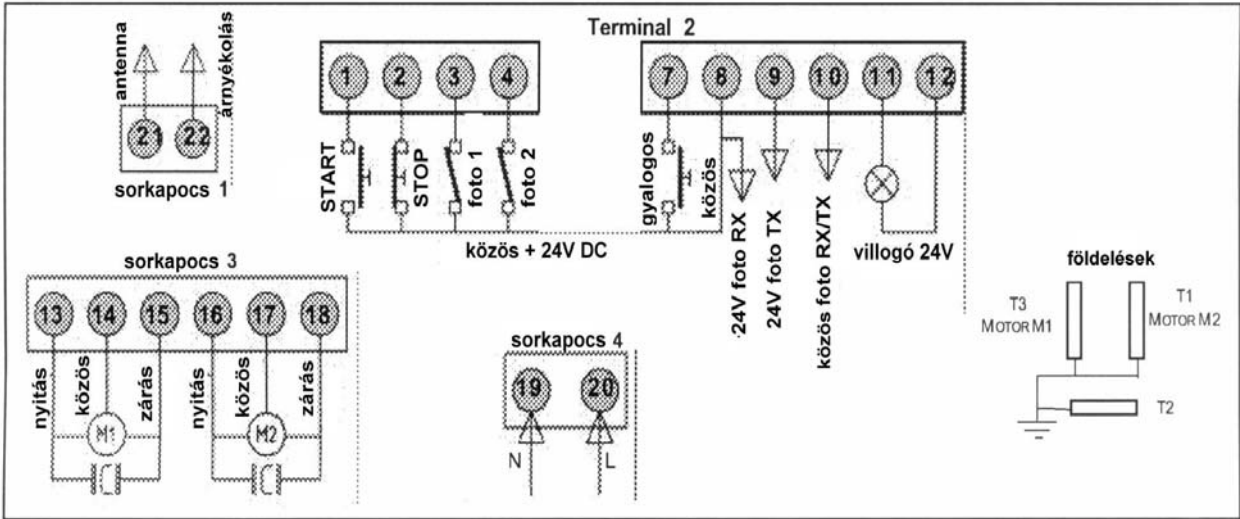 Terminal 2
antenna
árnyékolás
21 22
sorkapocs 1
1 2 3 4
START
STOP
foto 1
foto 2
közös + 24V DC
7 8 9 10 11 12
gyalogos
közös
24V foto RX
24V foto TX
közös foto RX/TX
villogó 24V
sorkapocs 3
13 14 15 16 17 18
nyitás
közös
zárás
nyitás
közös
zárás
M1
M2
sorkapocs 4
19 20
N
L
földelések
T3
MOTOR M1
T1
MOTOR M2
T2